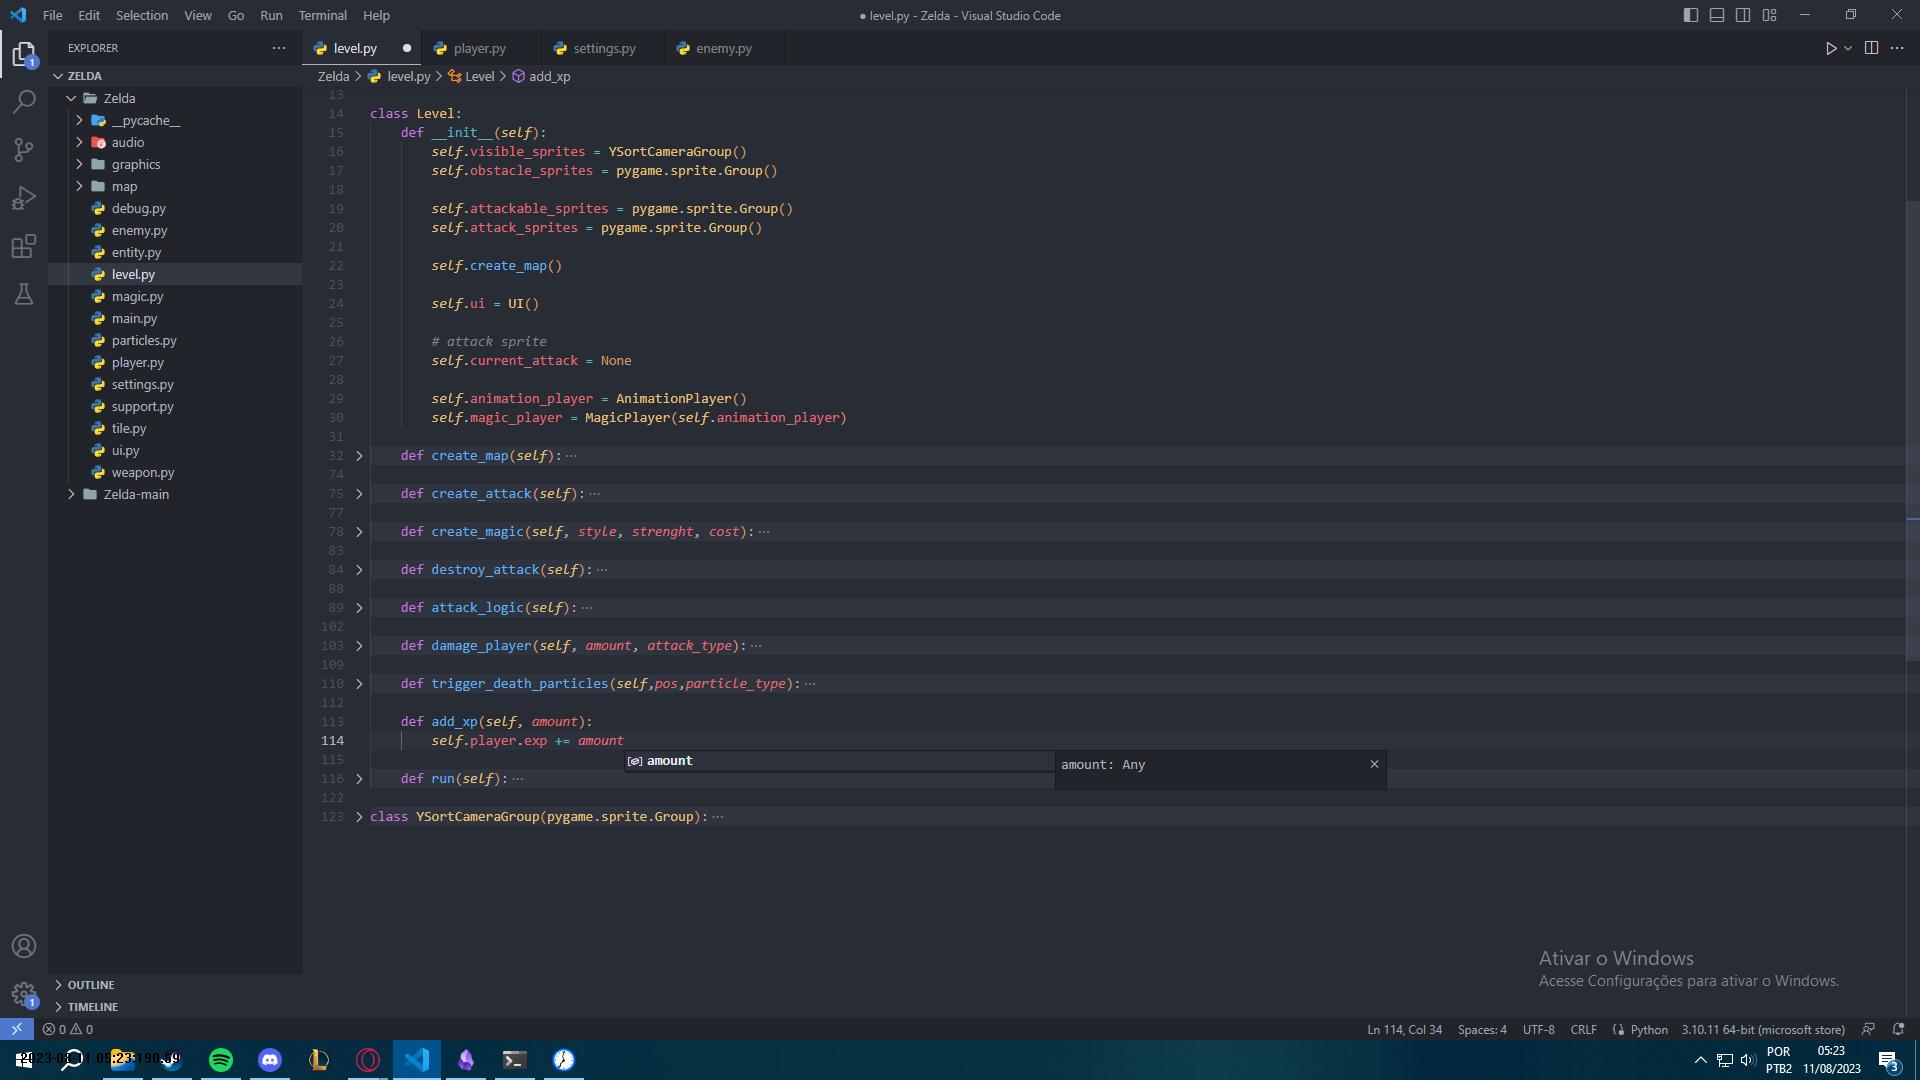 File Edit Selection View Go Run Terminal Help
● level.py - Zelda - Visual Studio Code
EXPLORER
level.py
player.py
settings.py
enemy.py
Zelda > level.py > Level > add_xp
ZELDA
Zelda
__pycache__
audio
graphics
map
debug.py
enemy.py
entity.py
level.py
magic.py
main.py
particles.py
player.py
settings.py
support.py
tile.py
ui.py
weapon.py
Zelda-main
OUTLINE
TIMELINE
13
14 class Level:
15 def __init__(self):
16 self.visible_sprites = YSortCameraGroup()
17 self.obstacle_sprites = pygame.sprite.Group()
18
19 self.attackable_sprites = pygame.sprite.Group()
20 self.attack_sprites = pygame.sprite.Group()
21
22 self.create_map()
23
24 self.ui = UI()
25
26 # attack sprite
27 self.current_attack = None
28
29 self.animation_player = AnimationPlayer()
30 self.magic_player = MagicPlayer(self.animation_player)
31
32 def create_map(self):···
74
75 def create_attack(self):···
77
78 def create_magic(self, style, strenght, cost):···
83
84 def destroy_attack(self):···
88
89 def attack_logic(self):···
102
103 def damage_player(self, amount, attack_type):···
109
110 def trigger_death_particles(self,pos,particle_type):···
112
113 def add_xp(self, amount):
114 self.player.exp += amount
amount
amount: Any
115
116 def run(self):···
122
123 class YSortCameraGroup(pygame.sprite.Group):···
Ativar o Windows
Acesse Configurações para ativar o Windows.
1
1
0 0
Ln 114, Col 34 Spaces: 4 UTF-8 CRLF Python 3.10.11 64-bit (microsoft store)
POR
PTB2
05:23
11/08/2023
3